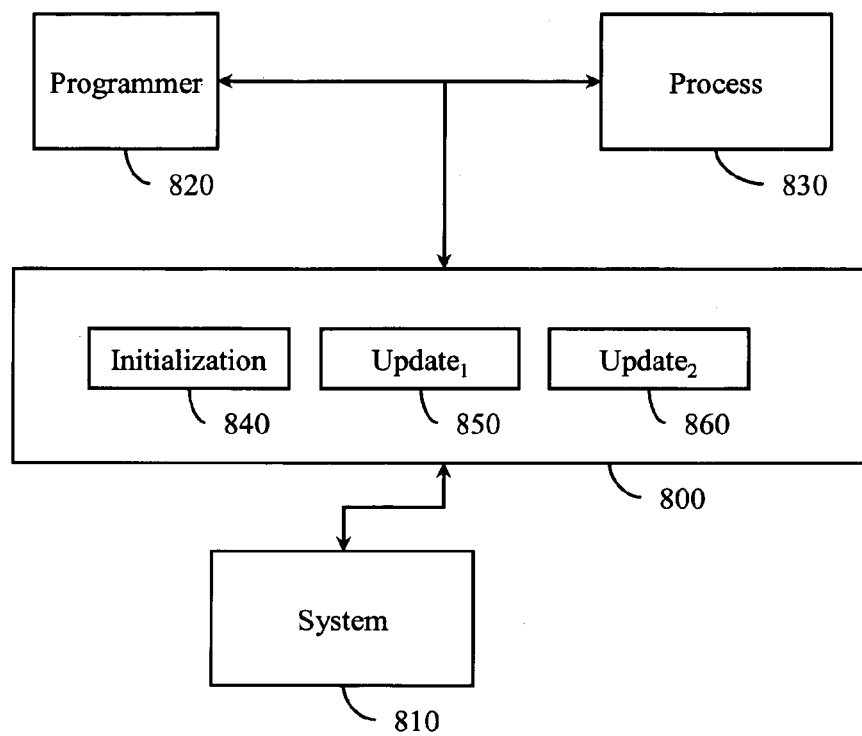 Programmer
Process
820
830
Initialization
Update₁
Update₂
840
850
860
800
System
810